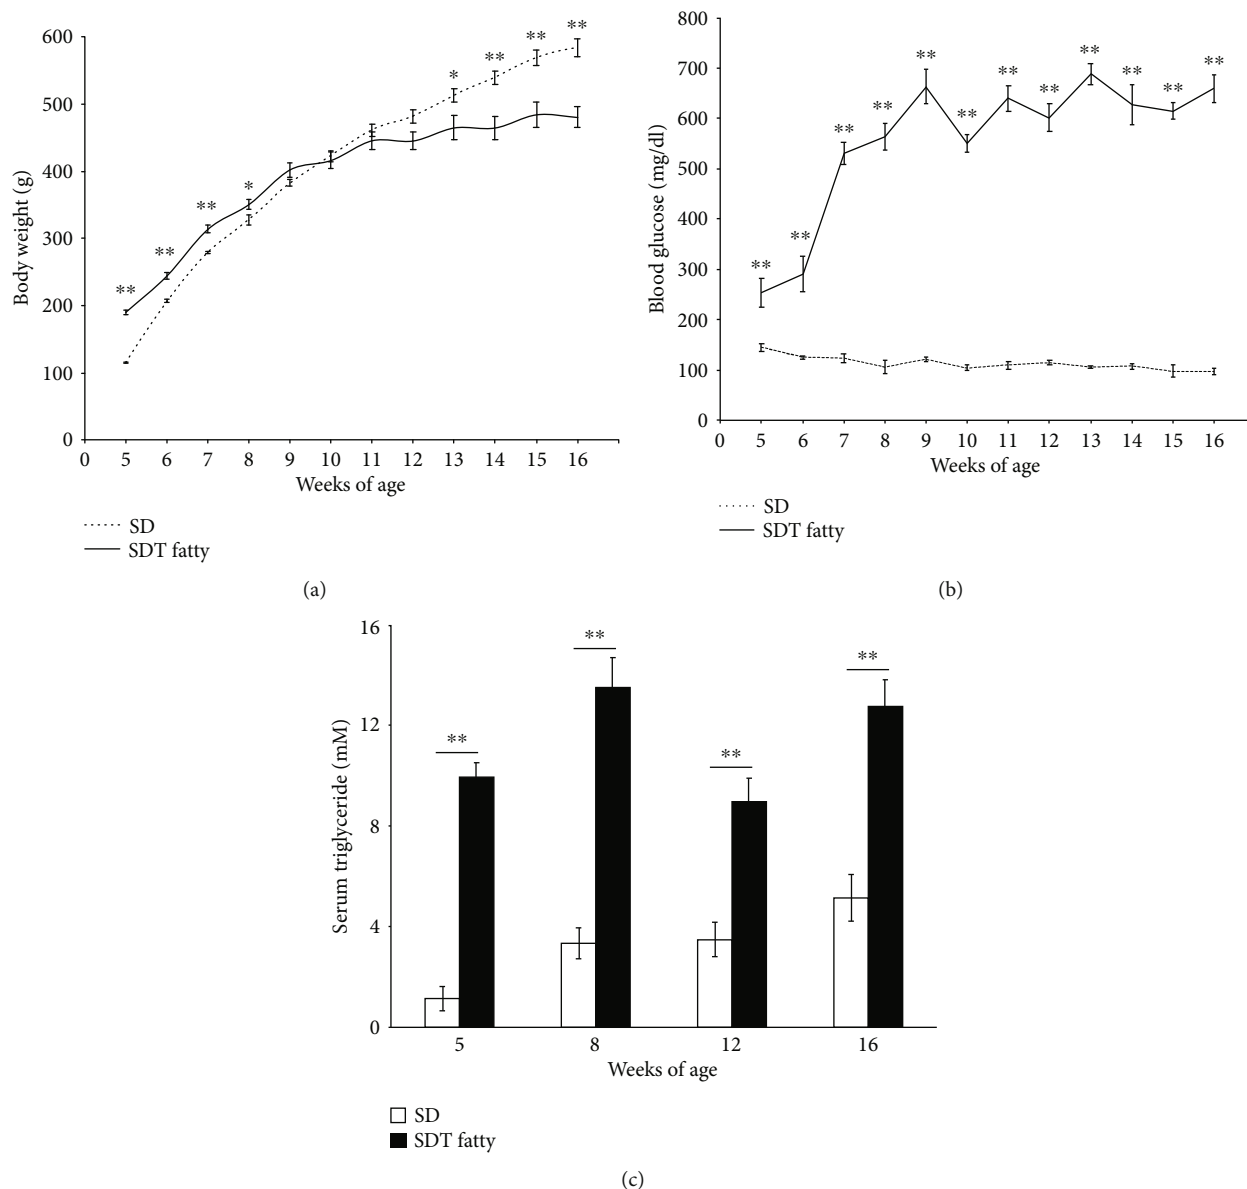 Body weight (g)
600
500
400
300
200
100
0
** ** ** * * ** ** **
0 5 6 7 8 9 10 11 12 13 14 15 16
Weeks of age
SD
SDT fatty
(a)
Blood glucose (mg/dl)
800
700
600
500
400
300
200
100
0
** ** ** ** ** ** ** ** ** ** ** **
0 5 6 7 8 9 10 11 12 13 14 15 16
Weeks of age
SD
SDT fatty
(b)
Serum triglyceride (mM)
16
12
8
4
0
** ** ** **
5 8 12 16
Weeks of age
SD
SDT fatty
(c)